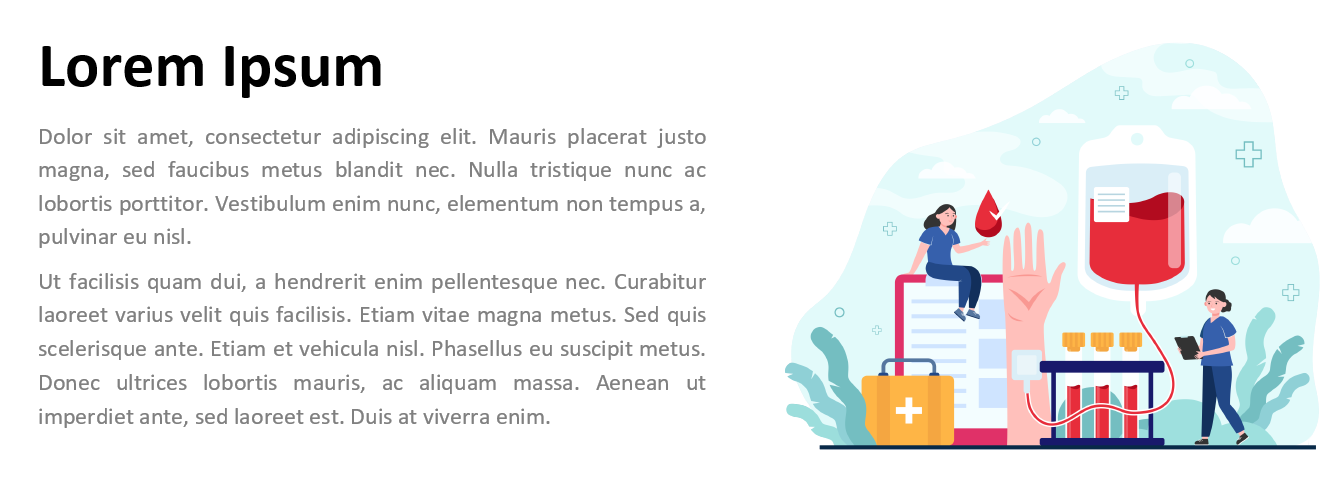 Lorem Ipsum
Dolor sit amet, consectetur adipiscing elit. Mauris placerat justo
magna, sed faucibus metus blandit nec. Nulla tristique nunc ac
lobortis porttitor. Vestibulum enim nunc, elementum non tempus a,
pulvinar eu nisl.
Ut facilisis quam dui, a hendrerit enim pellentesque nec. Curabitur
laoreet varius velit quis facilisis. Etiam vitae magna metus. Sed quis
scelerisque ante. Etiam et vehicula nisl. Phasellus eu suscipit metus.
Donec ultrices lobortis mauris, ac aliquam massa. Aenean ut
imperdiet ante, sed laoreet est. Duis at viverra enim.